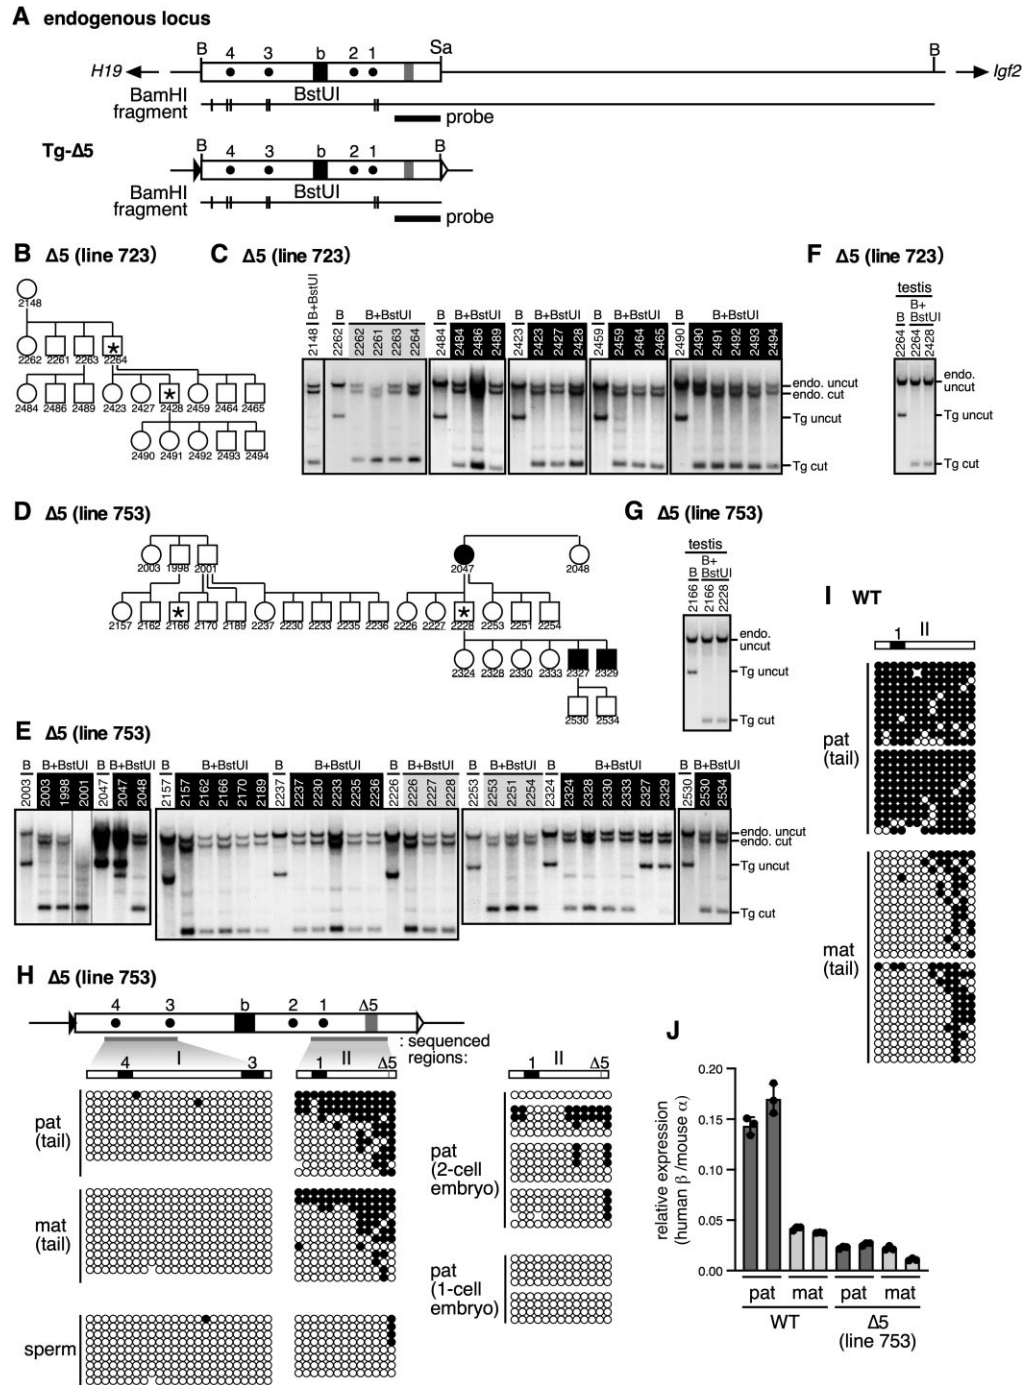 A endogenous locus
B 4 3 b 2 1 Sa B
H19 Igf2
BamHI fragment BstUI
probe
Tg-Δ5
B 4 3 b 2 1 B
BamHI fragment BstUI
probe
B Δ5 (line 723)
2148
2262 2261 2263 2264
*
2484 2486 2489 2423 2427 2428 2459 2464 2465
*
2490 2491 2492 2493 2494
C Δ5 (line 723)
B+BstUI B B+BstUI B B+BstUI B B+BstUI B B+BstUI B B+BstUI
2148 2262 2262 2261 2263 2264 2484 2484 2486 2489 2423 2423 2427 2428 2459 2459 2464 2465 2490 2490 2491 2492 2493 2494
endo. uncut
endo. cut
Tg uncut
Tg cut
F Δ5 (line 723)
testis
B B+BstUI
2264 2264 2428
endo. uncut
Tg uncut
Tg cut
D Δ5 (line 753)
2003 1998 2001 2047 2048
2157 2162 2166 2170 2189 2237 2230 2233 2235 2236 2226 2227 2228 2253 2251 2254
* *
2324 2328 2330 2333 2327 2329
2530 2534
G Δ5 (line 753)
testis
B B+BstUI
2166 2166 2228
endo. uncut
Tg uncut
Tg cut
E Δ5 (line 753)
B B+BstUI B B+BstUI B B+BstUI B B+BstUI B B+BstUI B B+BstUI B B+BstUI B B+BstUI
2003 2003 1998 2001 2047 2047 2048 2157 2157 2162 2166 2170 2189 2237 2237 2230 2233 2235 2236 2226 2226 2227 2228 2253 2253 2251 2254 2324 2324 2328 2330 2333 2327 2329 2530 2530 2534
endo. uncut
endo. cut
Tg uncut
Tg cut
H Δ5 (line 753)
4 3 b 2 1 Δ5
: sequenced regions:
4 I 3
1 II Δ5
pat (tail)
mat (tail)
sperm
1 II Δ5
pat (2-cell embryo)
pat (1-cell embryo)
I WT
1 II
pat (tail)
mat (tail)
J
relative expression
(human β /mouse α)
0.20
0.15
0.10
0.05
0.00
pat mat pat mat
WT Δ5
(line 753)